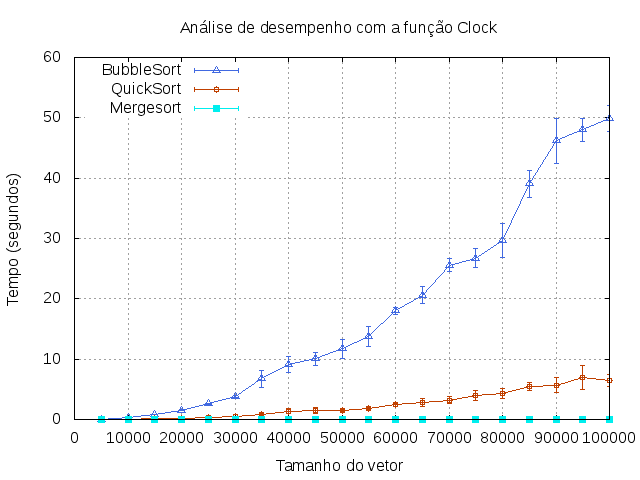 Análise de desempenho com a função Clock
60
50
40
30
20
10
0
Tempo (segundos)
BubbleSort
QuickSort
Mergesort
0 10000 20000 30000 40000 50000 60000 70000 80000 90000 100000
Tamanho do vetor